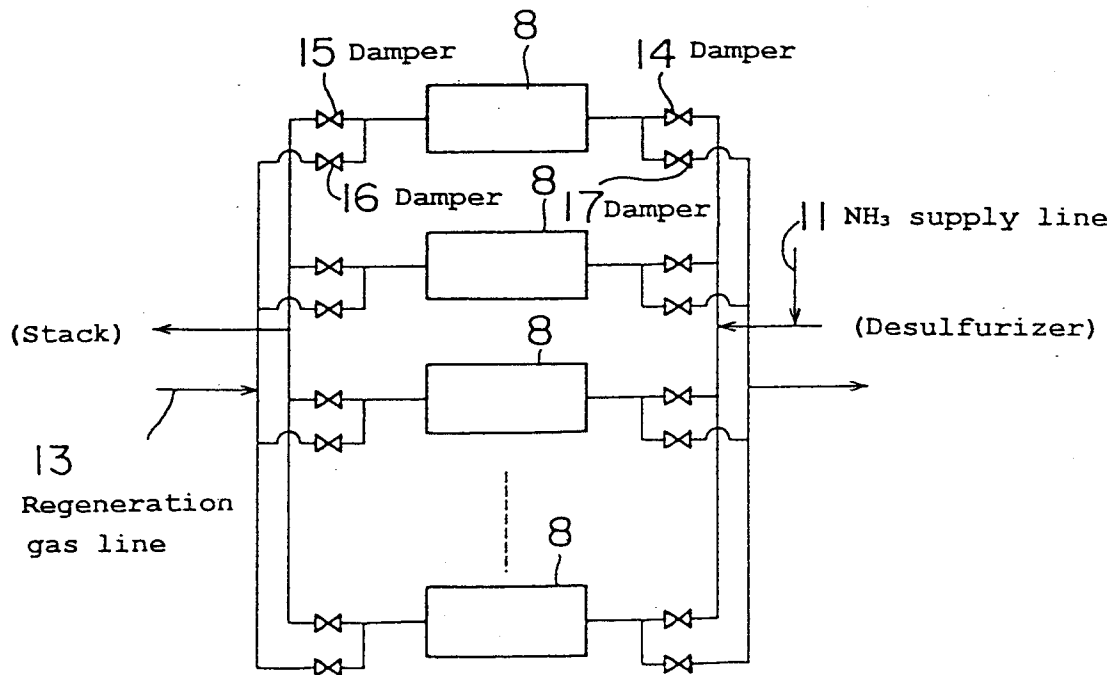 8
15 Damper
14 Damper
16 Damper
8
17 Damper
11 NH₃ supply line
(Stack)
8
(Desulfurizer)
13
Regeneration
gas line
8